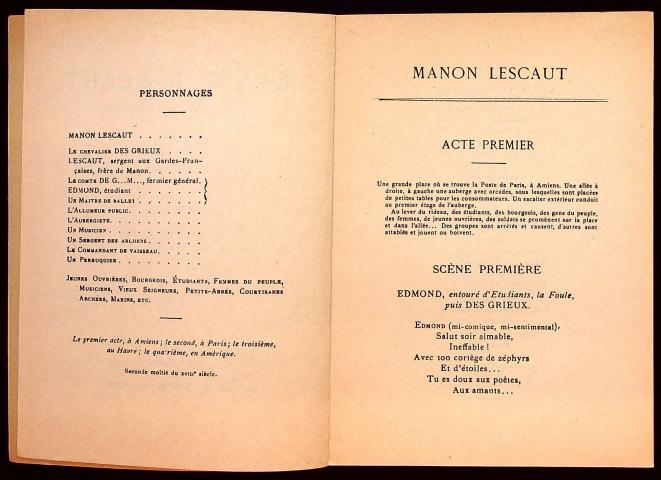 PERSONNAGES
MANON LESCAUT . . . . . . .
Le chevalier DES GRIEUX . . . .
LESCAUT, sergent aux Gardes-Fran-
çaises, frère de Manon. . . . . .
Le comte DE G...M..., fermier général.
EDMOND, étudiant . . . . . . .
Un Maitre de ballet . . . . . . .
L'Allumeur public. . . . . . . .
L'Aubergiste. . . . . . . . . .
Un Musicien . . . . . . . . . .
Un Sergent des archers. . . . . .
Le Commandant de vaisseau. . . . .
Un Perruquier . . . . . . . . .
Jeunes Ouvrières, Bourgeois, Étudiants, Femmes du peuple,
Musiciens, Vieux Seigneurs, Petits-Abbés, Courtisanes
Archers, Marins, etc.
Le premier acte, à Amiens ; le second, à Paris ; le troisième,
au Havre ; le quatrième, en Amérique.
Seconde moitié du xviiie siècle.
MANON LESCAUT
ACTE PREMIER
Une grande place où se trouve la Poste de Paris, à Amiens. Une allée à
droite, à gauche une auberge avec arcades, sous lesquelles sont placées
de petites tables pour les consommateurs. Un escalier extérieur conduit
au premier étage de l'auberge.
Au lever du rideau, des étudiants, des bourgeois, des gens du peuple,
des femmes, de jeunes ouvrières, des soldats se promènent sur la place
et dans l'allée... Des groupes sont arrêtés et causent, d'autres sont
attablés et jouent ou boivent.
SCÈNE PREMIÈRE
EDMOND, entouré d'Etudiants, la Foule,
puis DES GRIEUX.
Edmond (mi-comique, mi-sentimental),
Salut soir aimable,
Ineffable !
Avec ton cortège de zéphyrs
Et d'étoiles...
Tu es doux aux poètes,
Aux amants...